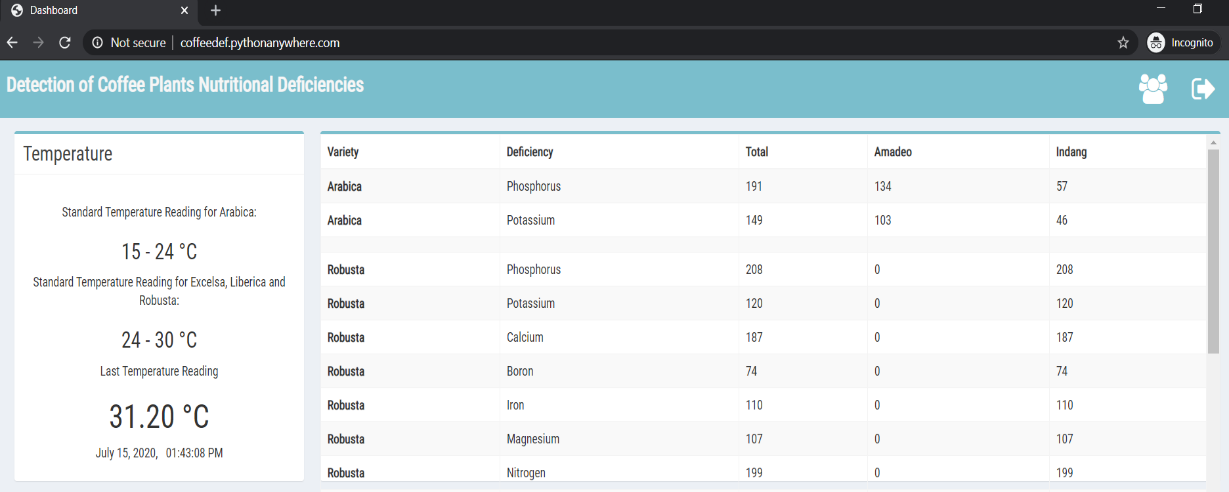 Dashboard
Not secure coffeedef.pythonanywhere.com Incognito
Detection of Coffee Plants Nutritional Deficiencies
Temperature
Standard Temperature Reading for Arabica:
15 - 24 °C
Standard Temperature Reading for Excelsa, Liberica and
Robusta:
24 - 30 °C
Last Temperature Reading
31.20 °C
July 15, 2020, 01:43:08 PM
Variety Deficiency Total Amadeo Indang
Arabica Phosphorus 191 134 57
Arabica Potassium 149 103 46
Robusta Phosphorus 208 0 208
Robusta Potassium 120 0 120
Robusta Calcium 187 0 187
Robusta Boron 74 0 74
Robusta Iron 110 0 110
Robusta Magnesium 107 0 107
Robusta Nitrogen 199 0 199